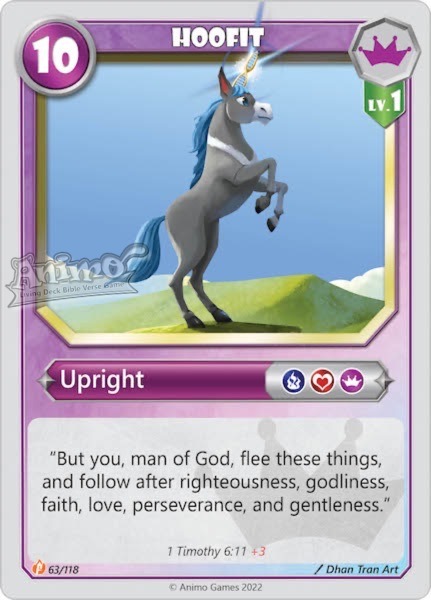 HOOFIT
10
LV.1
Animo
Living Deck Bible Verse Game
Upright
"But you, man of God, flee these things,
and follow after righteousness, godliness,
faith, love, perseverance, and gentleness."
1 Timothy 6:11 +3
63/118
/ Dhan Tran Art
© Animo Games 2022